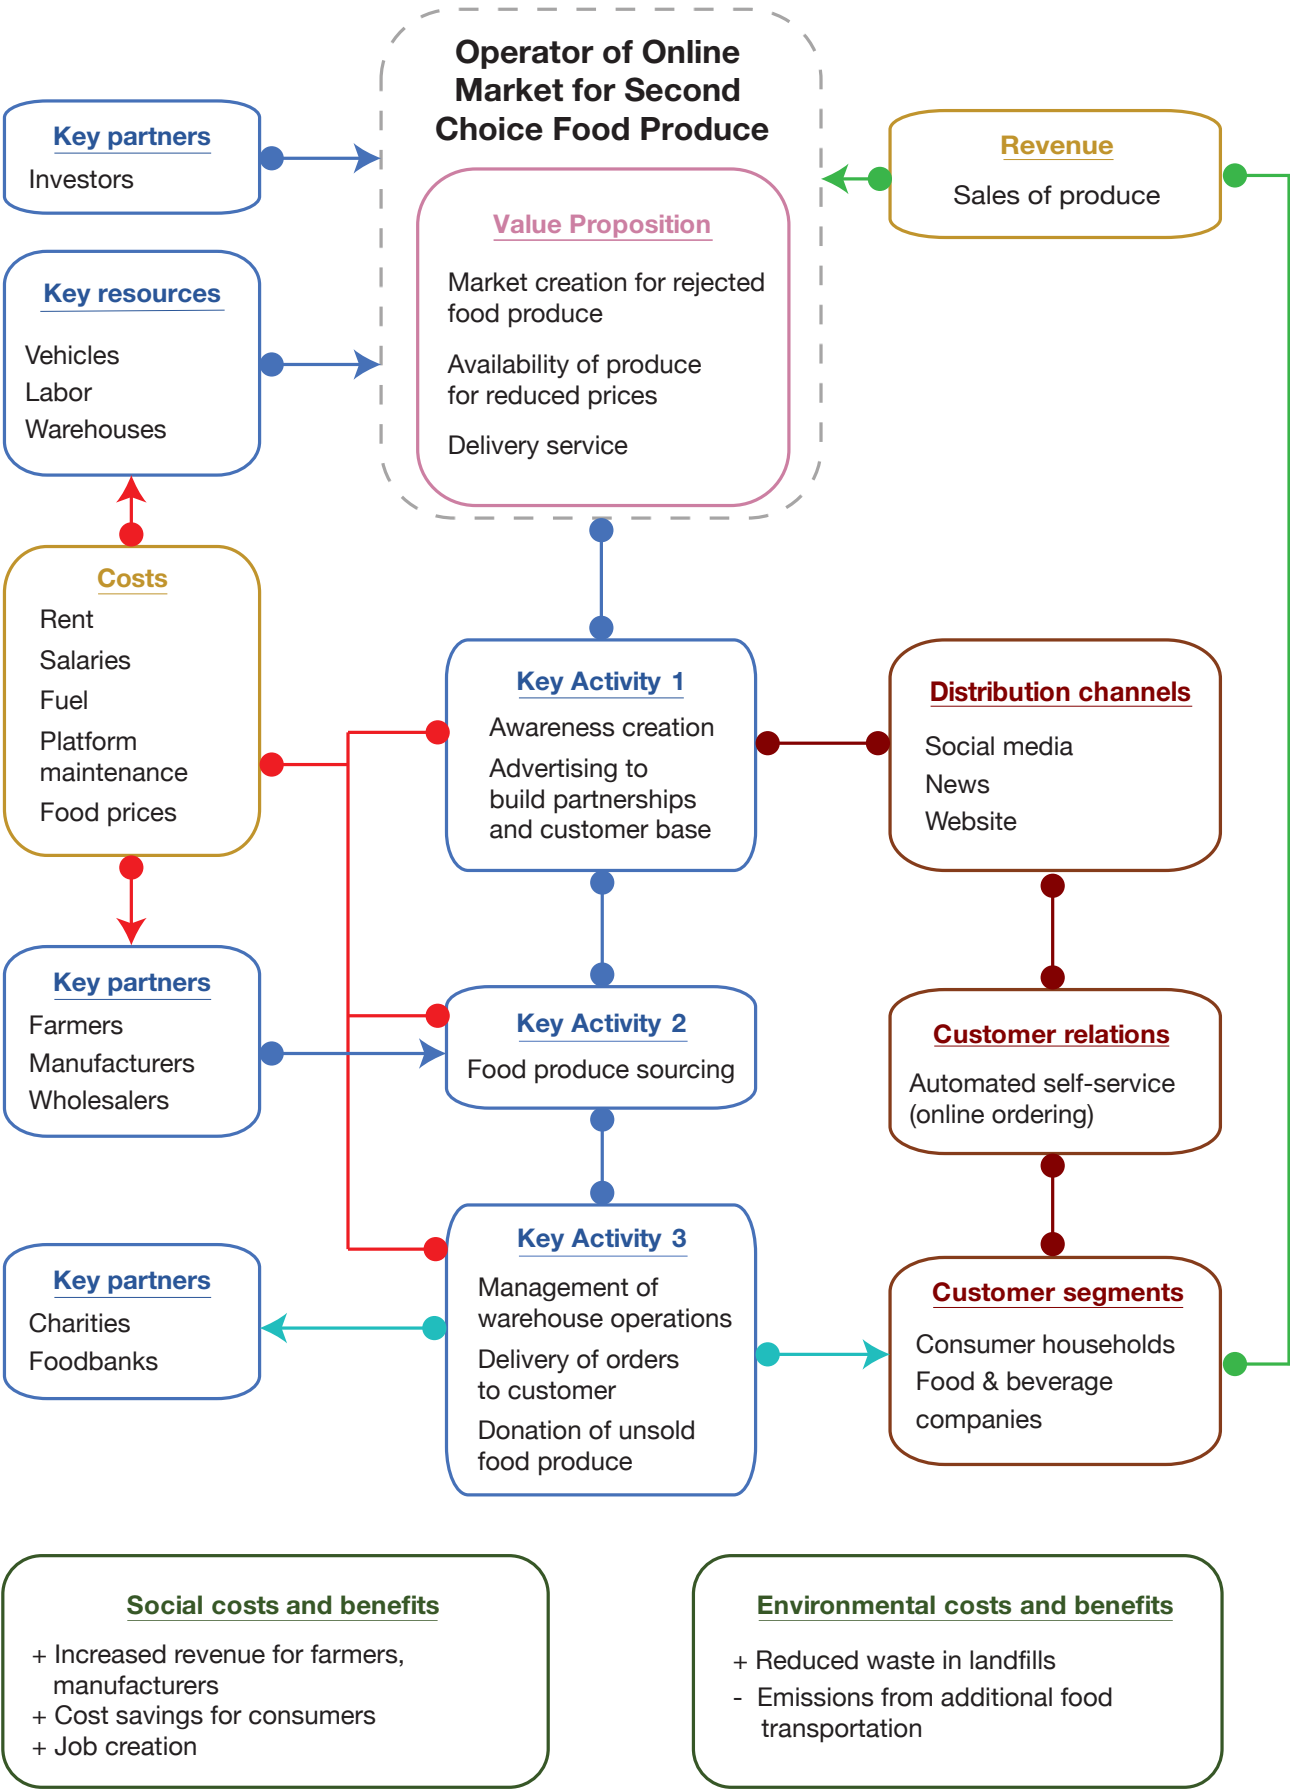 Operator of Online
Market for Second
Choice Food Produce
Key partners
Investors
Revenue
Sales of produce
Value Proposition
Market creation for rejected
food produce
Availability of produce
for reduced prices
Delivery service
Key resources
Vehicles
Labor
Warehouses
Costs
Rent
Salaries
Fuel
Platform
maintenance
Food prices
Key Activity 1
Awareness creation
Advertising to
build partnerships
and customer base
Distribution channels
Social media
News
Website
Key partners
Farmers
Manufacturers
Wholesalers
Key Activity 2
Food produce sourcing
Customer relations
Automated self-service
(online ordering)
Key partners
Charities
Foodbanks
Key Activity 3
Management of
warehouse operations
Delivery of orders
to customer
Donation of unsold
food produce
Customer segments
Consumer households
Food & beverage
companies
Social costs and benefits
+ Increased revenue for farmers,
manufacturers
+ Cost savings for consumers
+ Job creation
Environmental costs and benefits
+ Reduced waste in landfills
- Emissions from additional food
transportation